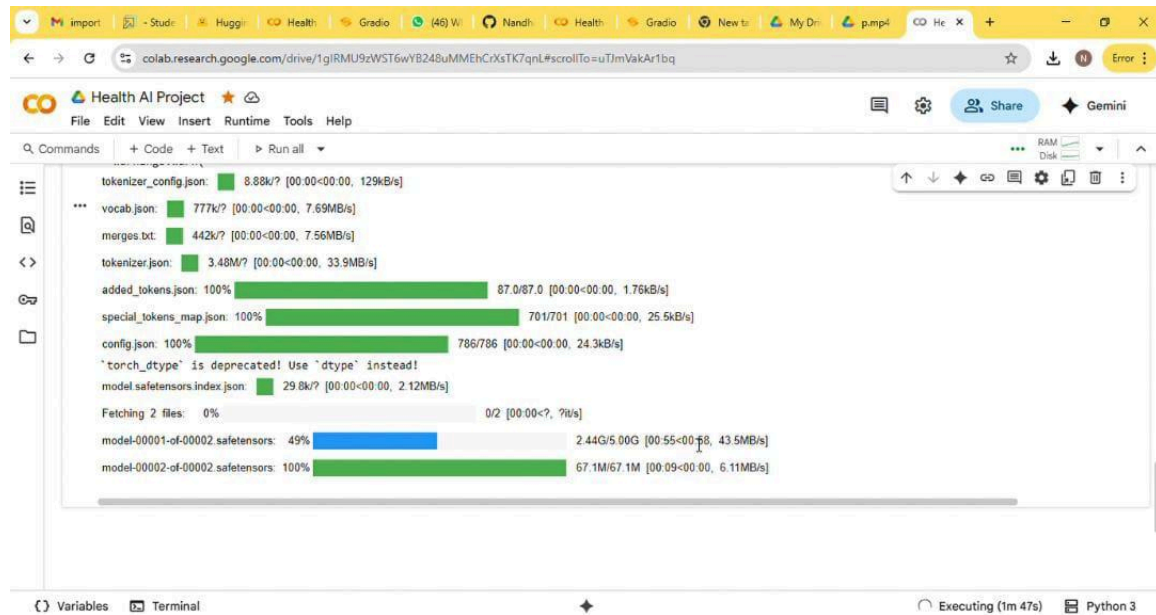 import - Stude Huggin Health Gradio (46) W Nandh Health Gradio New ta My Dri p.mp4 He
colab.research.google.com/drive/1gIRMU9zWST6wYB248uMMEhCrXsTK7qnL#scrollTo=uTJmVakAr1bq N Error
CO Health AI Project
File Edit View Insert Runtime Tools Help Share Gemini
Commands + Code + Text Run all RAM Disk
tokenizer_config.json: 8.88k/? [00:00<00:00, 129kB/s]
vocab.json: 777k/? [00:00<00:00, 7.69MB/s]
merges.txt: 442k/? [00:00<00:00, 7.56MB/s]
tokenizer.json: 3.48M/? [00:00<00:00, 33.9MB/s]
added_tokens.json: 100% 87.0/87.0 [00:00<00:00, 1.76kB/s]
special_tokens_map.json: 100% 701/701 [00:00<00:00, 25.5kB/s]
config.json: 100% 786/786 [00:00<00:00, 24.3kB/s]
`torch_dtype` is deprecated! Use `dtype` instead!
model.safetensors.index.json: 29.8k/? [00:00<00:00, 2.12MB/s]
Fetching 2 files: 0% 0/2 [00:00<?, ?it/s]
model-00001-of-00002.safetensors: 49% 2.44G/5.00G [00:55<00:58, 43.5MB/s]
model-00002-of-00002.safetensors: 100% 67.1M/67.1M [00:09<00:00, 6.11MB/s]
Variables Terminal Executing (1m 47s) Python 3